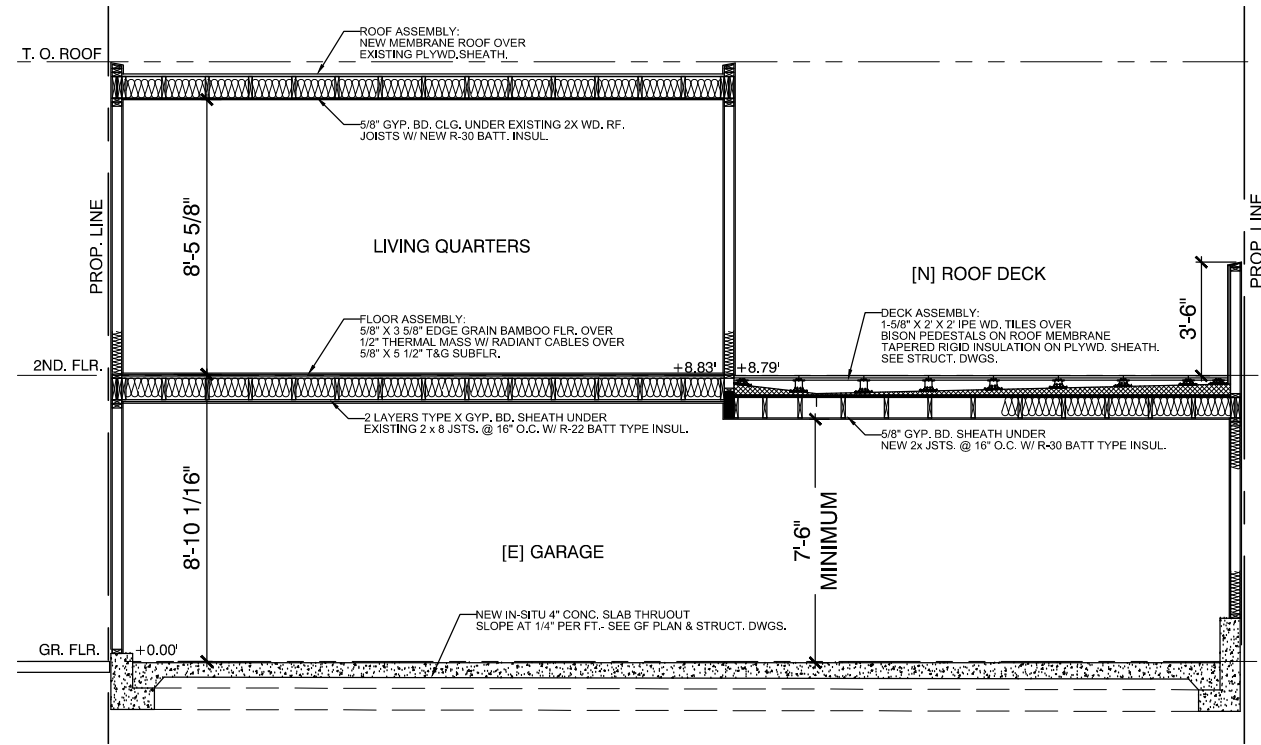 ROOF ASSEMBLY:
NEW MEMBRANE ROOF OVER
EXISTING PLYWD.SHEATH.
T. O. ROOF
5/8" GYP. BD. CLG. UNDER EXISTING 2X WD. RF.
JOISTS W/ NEW R-30 BATT. INSUL.
PROP. LINE
8'-5 5/8"
LIVING QUARTERS
[N] ROOF DECK
PROP. LINE
3'-6"
FLOOR ASSEMBLY:
5/8" X 3 5/8" EDGE GRAIN BAMBOO FLR. OVER
1/2" THERMAL MASS W/ RADIANT CABLES OVER
5/8" X 5 1/2" T&G SUBFLR.
DECK ASSEMBLY:
1-5/8" X 2' X 2' IPE WD. TILES OVER
BISON PEDESTALS ON ROOF MEMBRANE
TAPERED RIGID INSULATION ON PLYWD. SHEATH.
SEE STRUCT. DWGS.
2ND. FLR.
+8.83'
+8.79'
2 LAYERS TYPE X GYP. BD. SHEATH UNDER
EXISTING 2 x 8 JSTS. @ 16" O.C. W/ R-22 BATT TYPE INSUL.
5/8" GYP. BD. SHEATH UNDER
NEW 2x JSTS. @ 16" O.C. W/ R-30 BATT TYPE INSUL.
8'-10 1/16"
[E] GARAGE
7'-6"
MINIMUM
NEW IN-SITU 4" CONC. SLAB THRUOUT
SLOPE AT 1/4" PER FT.- SEE GF PLAN & STRUCT. DWGS.
GR. FLR.
+0.00'